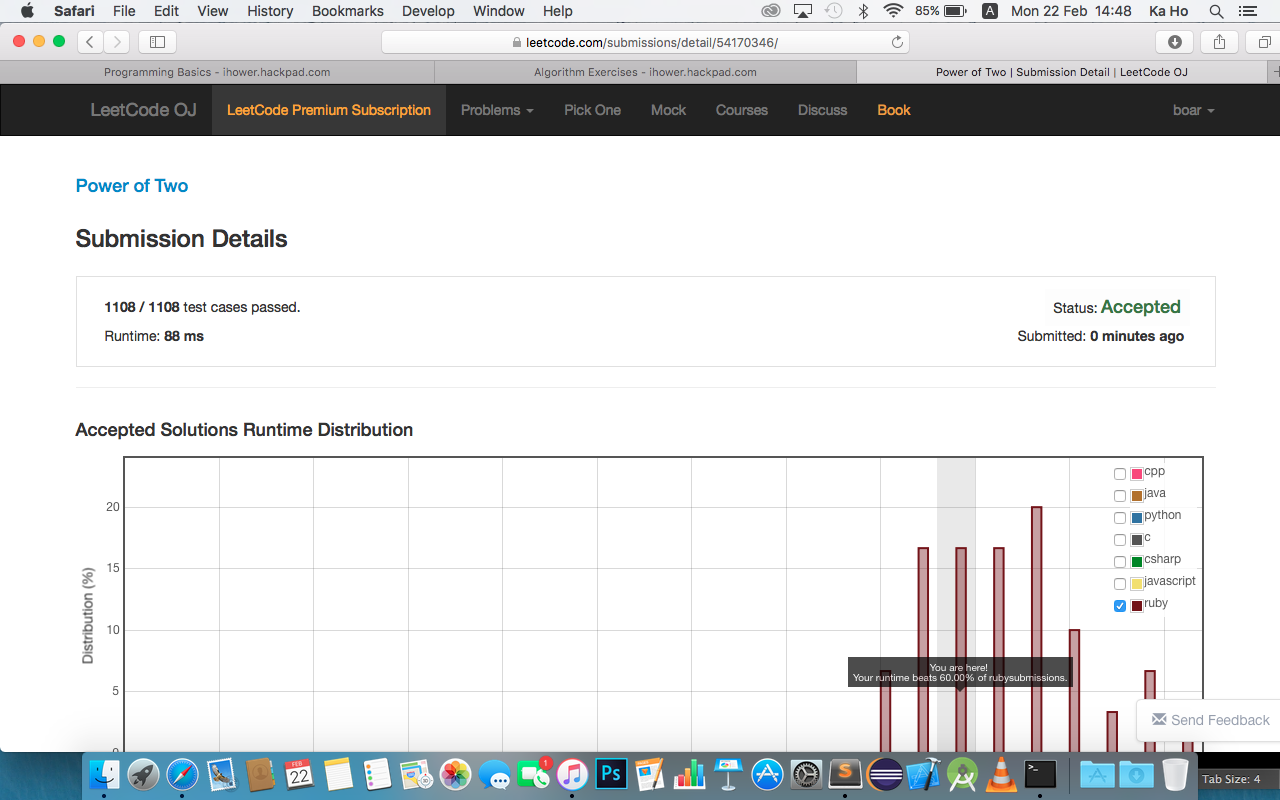 Safari File Edit View History Bookmarks Develop Window Help 85% A Mon 22 Feb 14:48 Ka Ho
leetcode.com/submissions/detail/54170346/
Programming Basics - ihower.hackpad.com Algorithm Exercises - ihower.hackpad.com Power of Two | Submission Detail | LeetCode OJ
LeetCode OJ LeetCode Premium Subscription Problems Pick One Mock Courses Discuss Book boar
Power of Two
Submission Details
1108 / 1108 test cases passed. Status: Accepted
Runtime: 88 ms Submitted: 0 minutes ago
Accepted Solutions Runtime Distribution
cpp
java
python
c
csharp
javascript
ruby
Distribution (%)
20
15
10
5
0
You are here!
Your runtime beats 60.00% of rubysubmissions.
Send Feedback
FEB
22
1
Ps
S
>_
Tab Size: 4